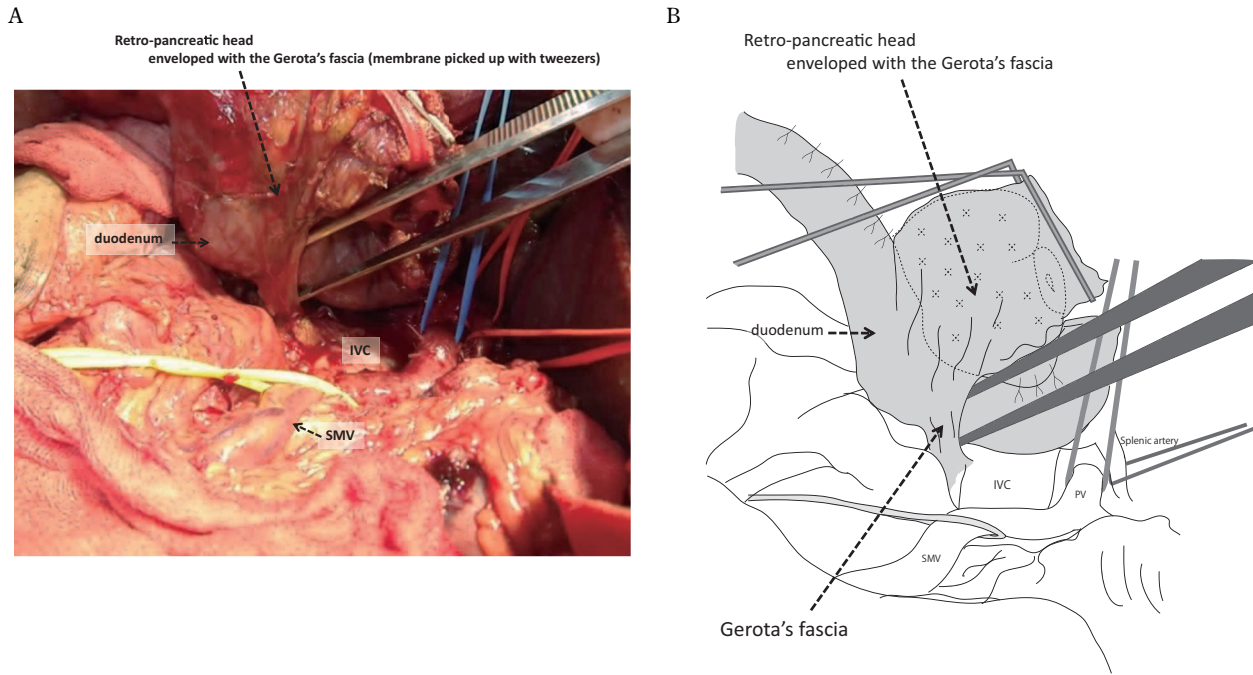 A
Retro-pancreatic head
enveloped with the Gerota's fascia (membrane picked up with tweezers)
duodenum
IVC
SMV
B
Retro-pancreatic head
enveloped with the Gerota's fascia
duodenum
Splenic artery
IVC
PV
SMV
Gerota's fascia